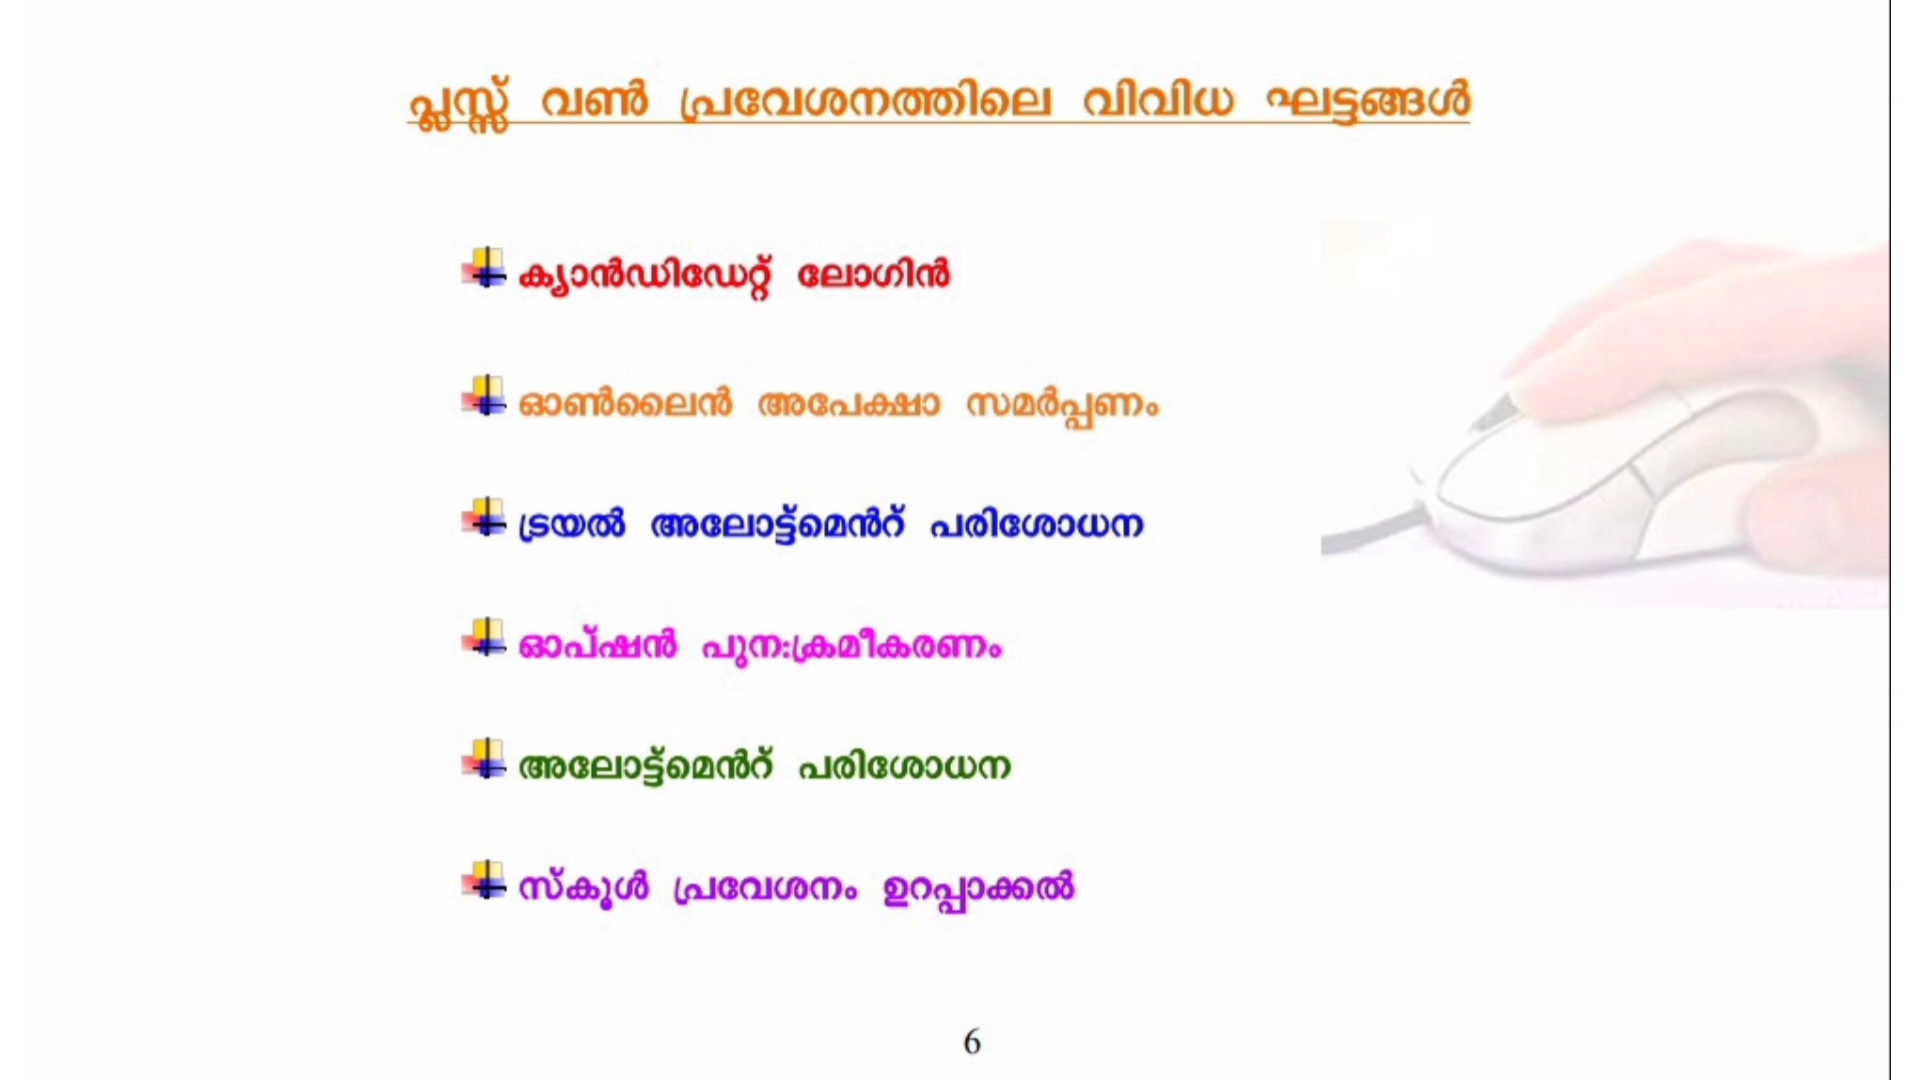 പ്ലസ്സ് വൺ പ്രവേശനത്തിലെ വിവിധ ഘട്ടങ്ങൾ
ക്യാൻഡിഡേറ്റ് ലോഗിൻ
ഓൺലൈൻ അപേക്ഷാ സമർപ്പണം
ട്രയൽ അലോട്ട്മെൻറ് പരിശോധന
ഓപ്ഷൻ പുന:ക്രമീകരണം
അലോട്ട്മെൻറ് പരിശോധന
സ്കൂൾ പ്രവേശനം ഉറപ്പാക്കൽ
6